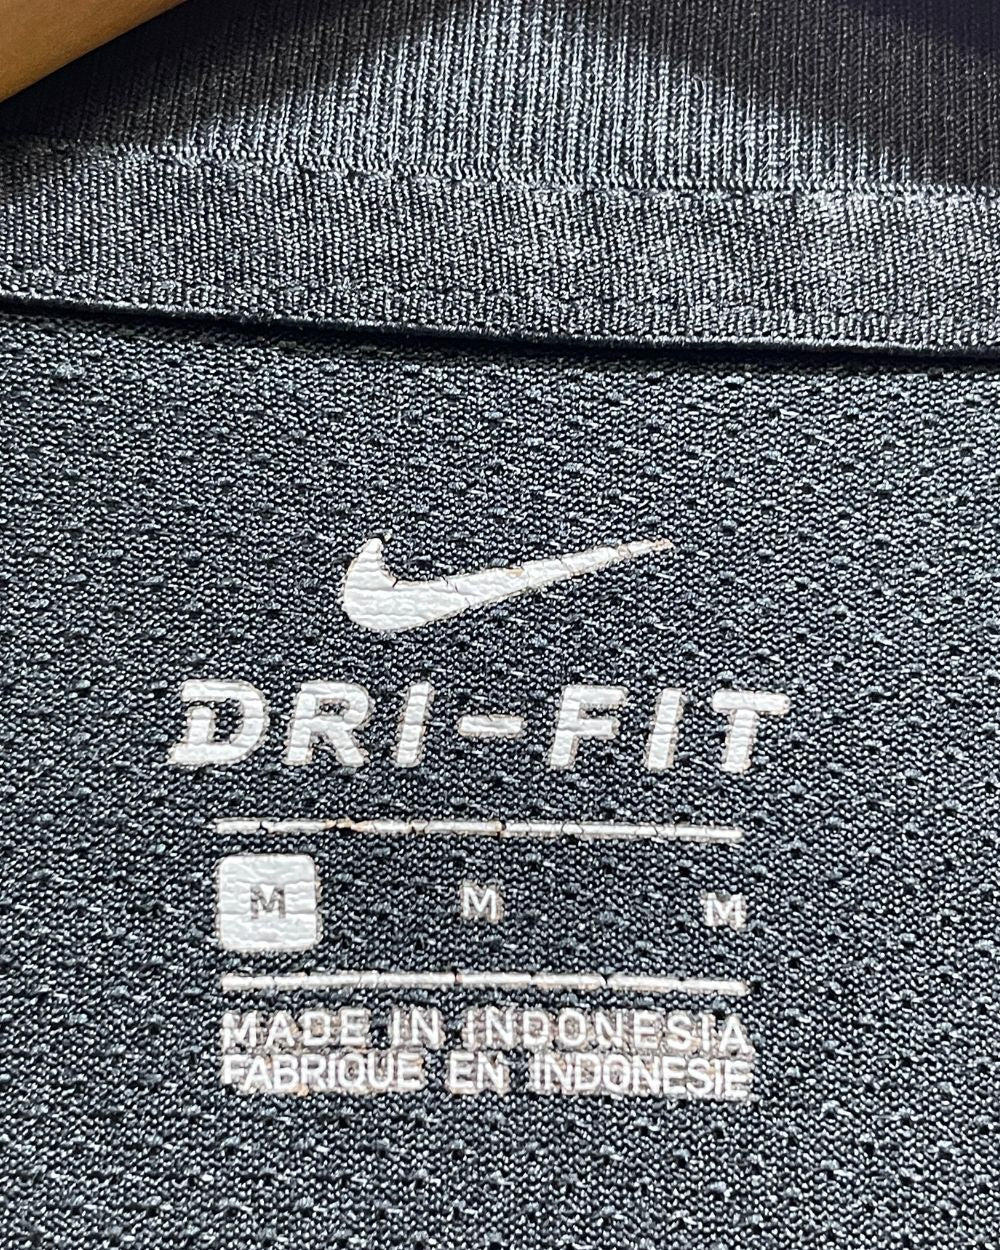 DRI-FIT
M M M
MADE IN INDONESIA
FABRIQUE EN INDONESIE